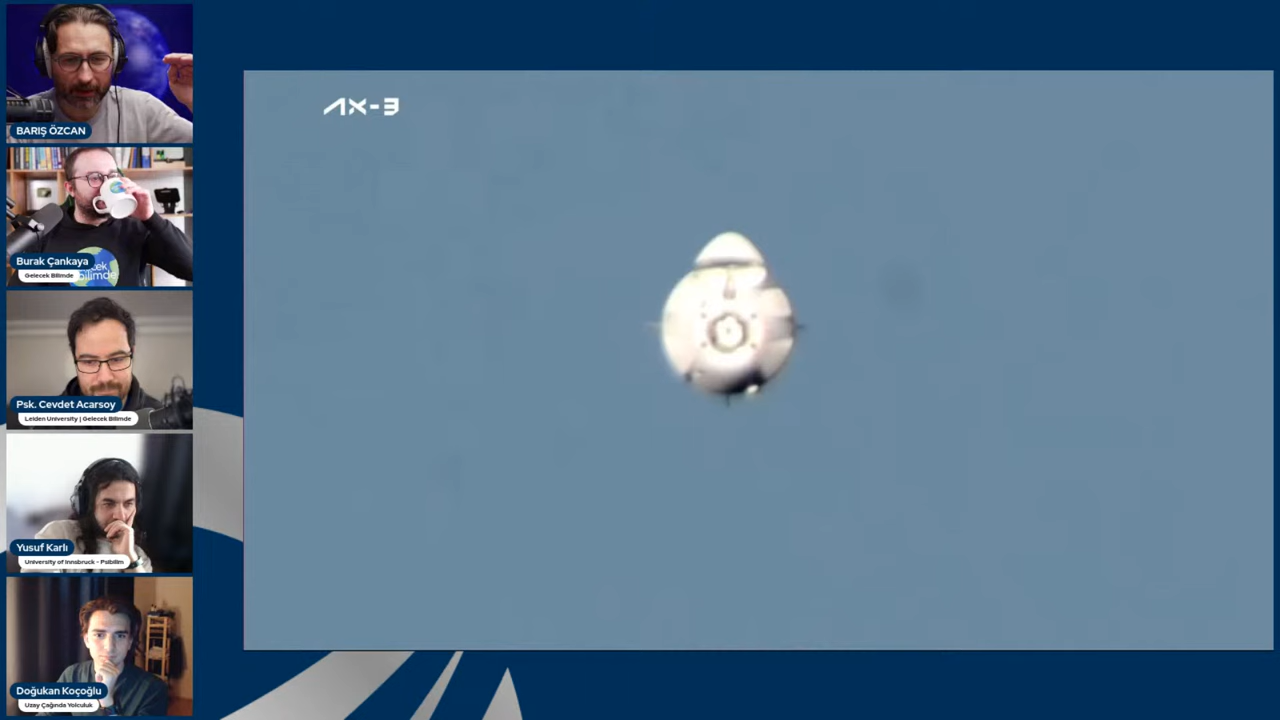 BARIŞ ÖZCAN
Burak Çankaya
Gelecek Bilimde
Psk. Cevdet Acarsoy
Leiden University | Gelecek Bilimde
Yusuf Karlı
University of Innsbruck - Psibilim
Doğukan Koçoğlu
Uzay Çağında Yolculuk
AX-3